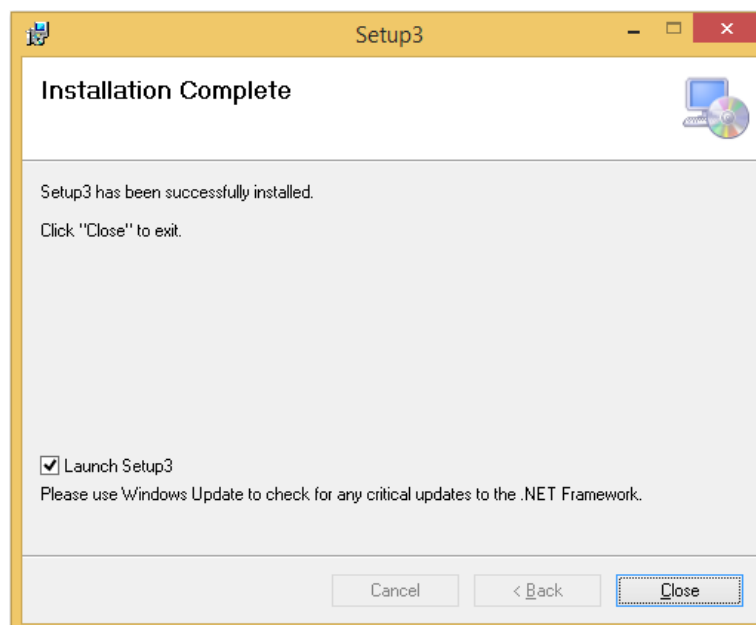 Setup3
Installation Complete
Setup3 has been successfully installed.
Click "Close" to exit.
Launch Setup3
Please use Windows Update to check for any critical updates to the .NET Framework.
Cancel
< Back
Close